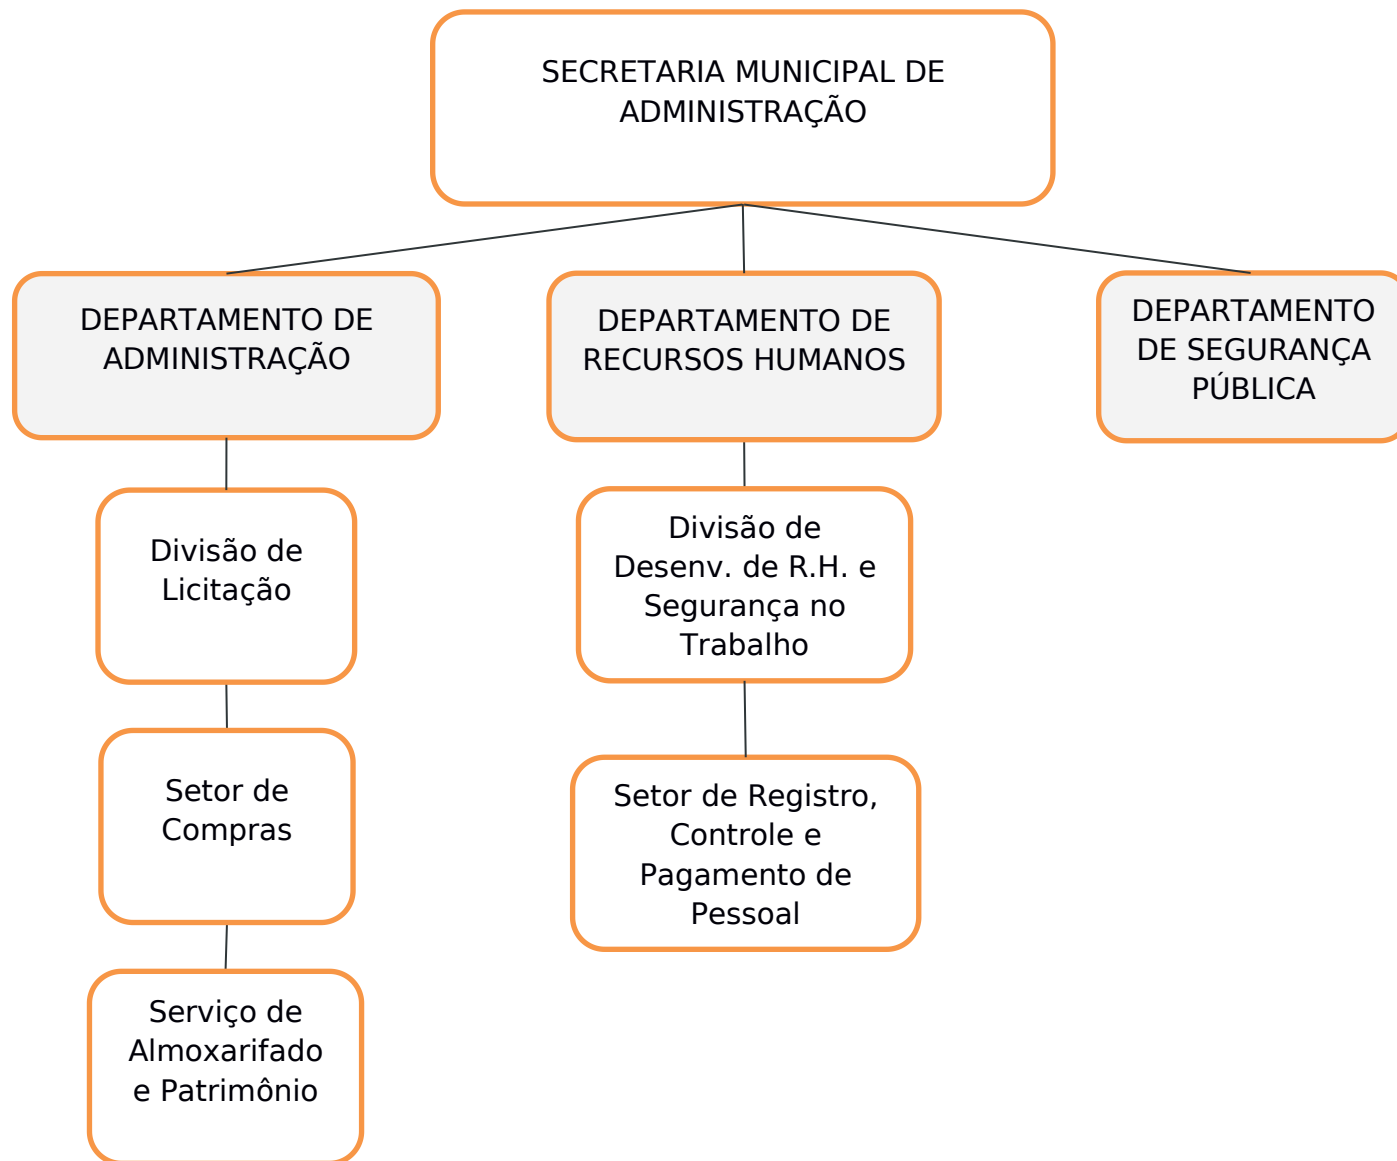 SECRETARIA MUNICIPAL DE
ADMINISTRAÇÃO
DEPARTAMENTO DE
ADMINISTRAÇÃO
DEPARTAMENTO DE
RECURSOS HUMANOS
DEPARTAMENTO
DE SEGURANÇA
PÚBLICA
Divisão de
Licitação
Divisão de
Desenv. de R.H. e
Segurança no
Trabalho
Setor de
Compras
Setor de Registro,
Controle e
Pagamento de
Pessoal
Serviço de
Almoxarifado
e Patrimônio